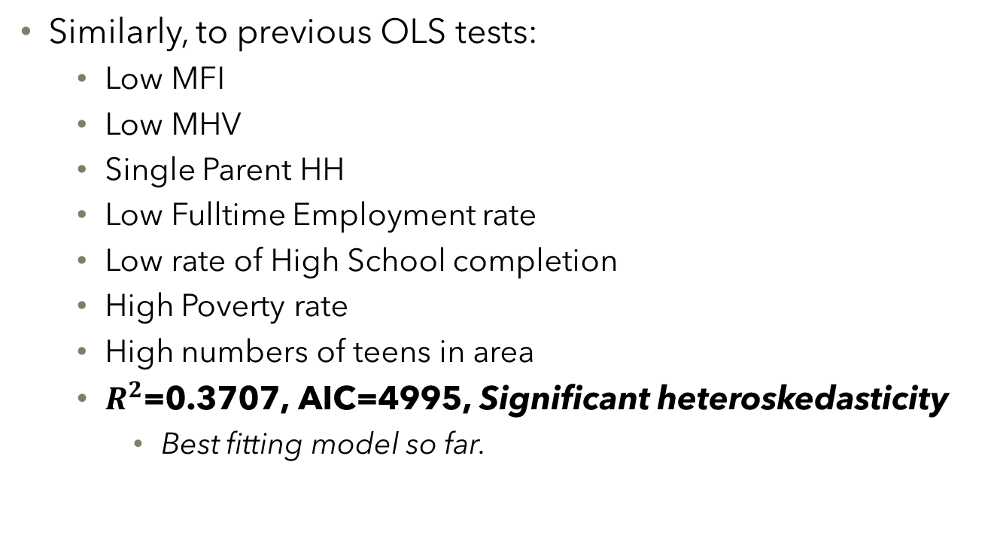 • Similarly, to previous OLS tests:
• Low MFI
• Low MHV
• Single Parent HH
• Low Fulltime Employment rate
• Low rate of High School completion
• High Poverty rate
• High numbers of teens in area
• R²=0.3707, AIC=4995, Significant heteroskedasticity
• Best fitting model so far.